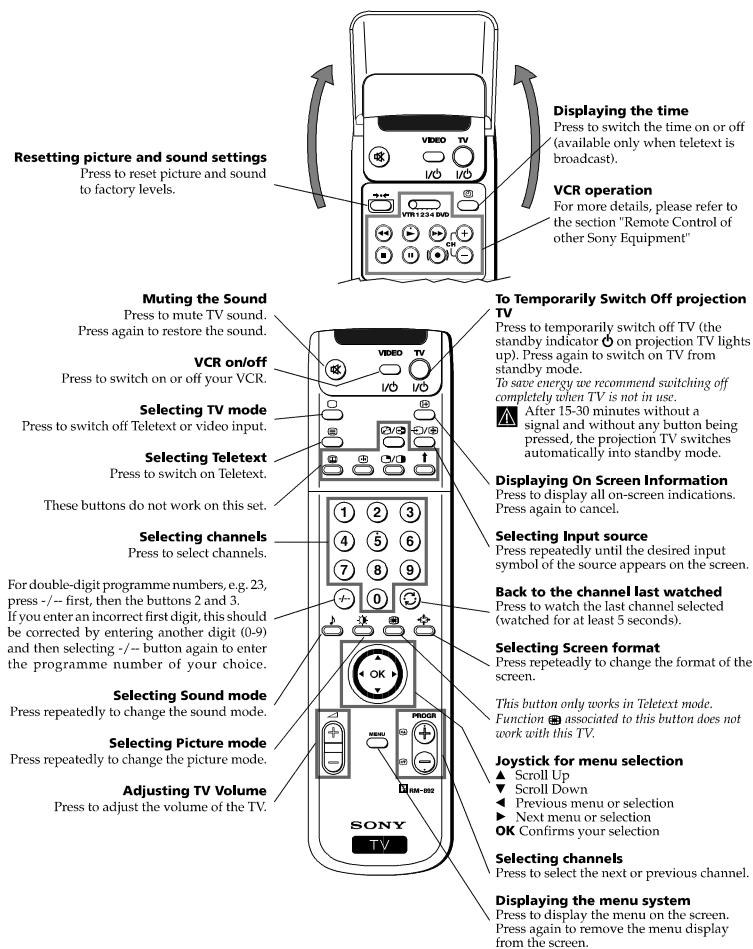 Resetting picture and sound settings
Press to reset picture and sound
to factory levels.
VIDEO TV
I/
I/
VTR 1 2 3 4 DVD
CH
+
−
Displaying the time
Press to switch the time on or off
(available only when teletext is
broadcast).
VCR operation
For more details, please refer to
the section "Remote Control of
other Sony Equipment"
Muting the Sound
Press to mute TV sound.
Press again to restore the sound.
VCR on/off
Press to switch on or off your VCR.
Selecting TV mode
Press to switch off Teletext or video input.
Selecting Teletext
Press to switch on Teletext.
These buttons do not work on this set.
Selecting channels
Press to select channels.
For double-digit programme numbers, e.g. 23,
press -/-- first, then the buttons 2 and 3.
If you enter an incorrect first digit, this should
be corrected by entering another digit (0-9)
and then selecting -/-- button again to enter
the programme number of your choice.
Selecting Sound mode
Press repeatedly to change the sound mode.
Selecting Picture mode
Press repeatedly to change the picture mode.
Adjusting TV Volume
Press to adjust the volume of the TV.
VIDEO TV
I/
I/
1 2 3
4 5 6
7 8 9
-/-- 0
OK
+
−
MENU
PROGR
+
−
RM-892
SONY
TV
To Temporarily Switch Off projection
TV
Press to temporarily switch off TV (the
standby indicator on projection TV lights
up). Press again to switch on TV from
standby mode.
To save energy we recommend switching off
completely when TV is not in use.
After 15-30 minutes without a
signal and without any button being
pressed, the projection TV switches
automatically into standby mode.
Displaying On Screen Information
Press to display all on-screen indications.
Press again to cancel.
Selecting Input source
Press repeatedly until the desired input
symbol of the source appears on the screen.
Back to the channel last watched
Press to watch the last channel selected
(watched for at least 5 seconds).
Selecting Screen format
Press repeteadly to change the format of the
screen.
This button only works in Teletext mode.
Function associated to this button does not
work with this TV.
Joystick for menu selection
▲ Scroll Up
▼ Scroll Down
◀ Previous menu or selection
▶ Next menu or selection
OK Confirms your selection
Selecting channels
Press to select the next or previous channel.
Displaying the menu system
Press to display the menu on the screen.
Press again to remove the menu display
from the screen.